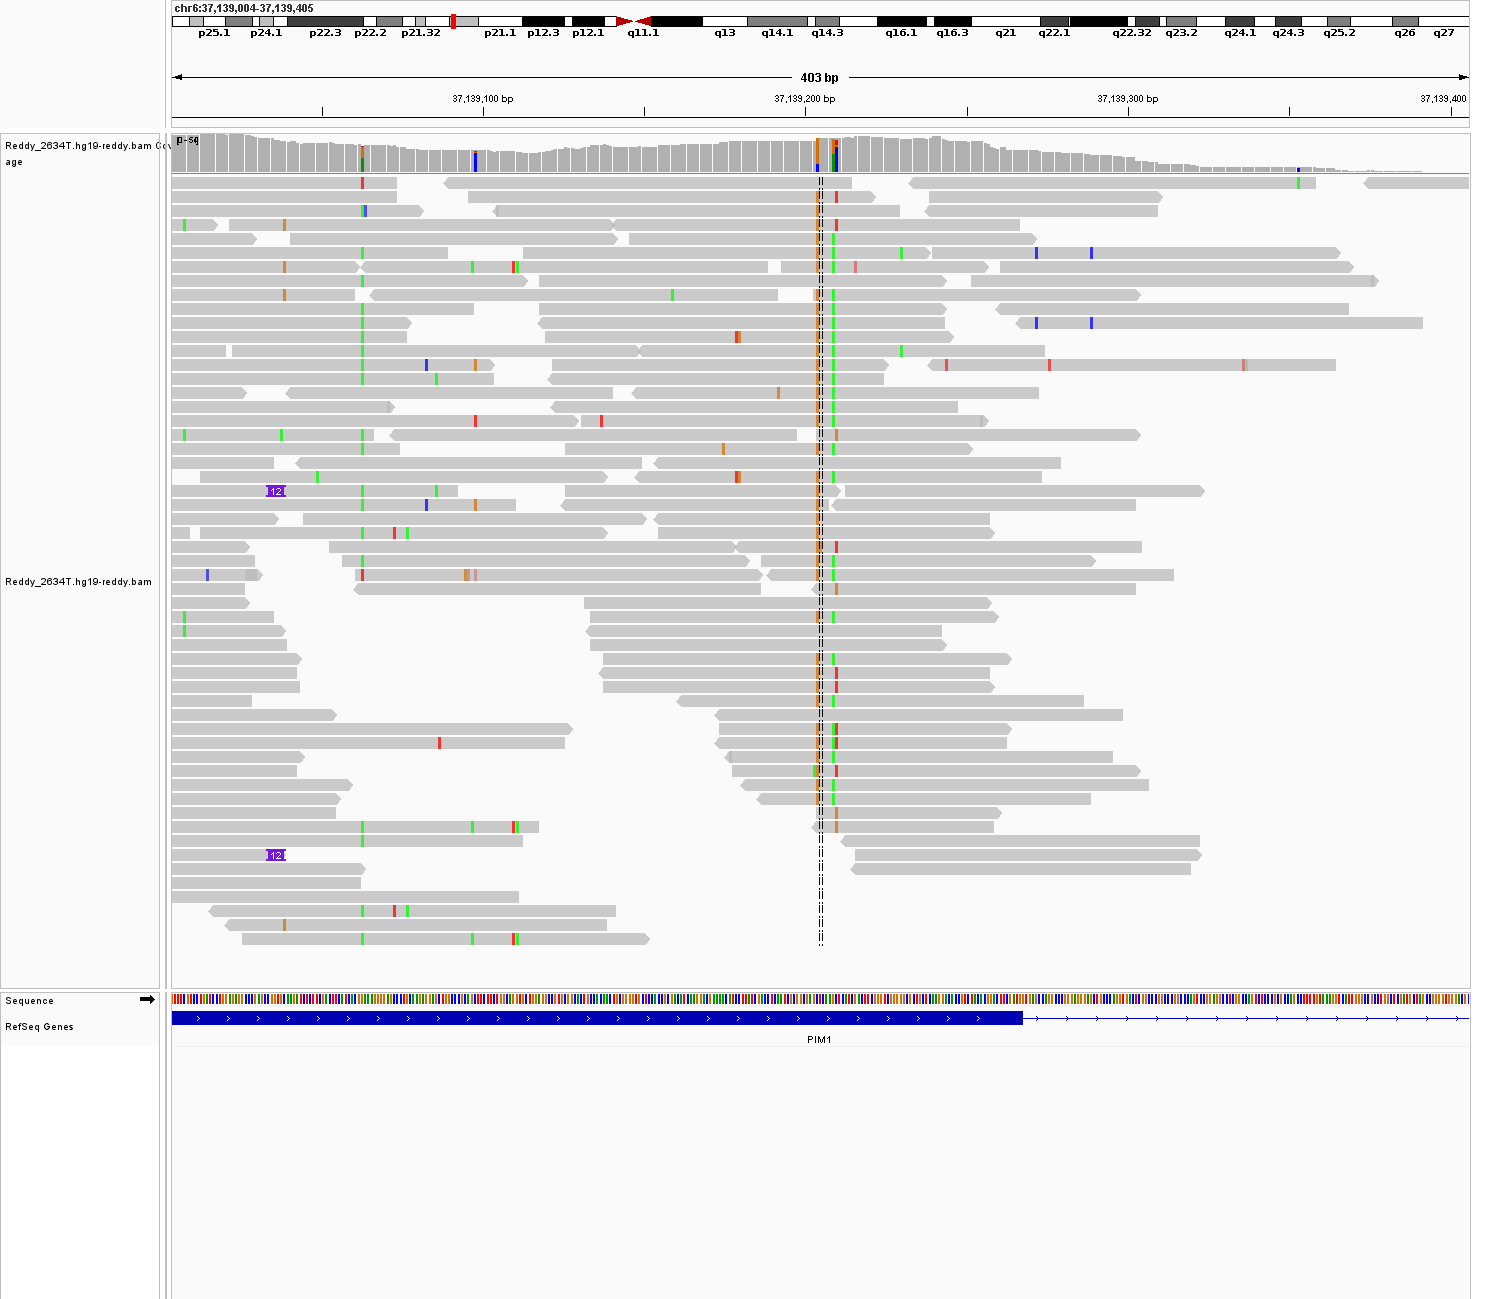 chr6:37,139,004-37,139,405
p25.1 p24.1 p22.3 p22.2 p21.32 p21.1 p12.3 p12.1 q11.1 q13 q14.1 q14.3 q16.1 q16.3 q21 q22.1 q22.32 q23.2 q24.1 q24.3 q25.2 q26 q27
403 bp
37,139,100 bp 37,139,200 bp 37,139,300 bp 37,139,400
Reddy_2634T.hg19-reddy.bam
age
12
Reddy_2634T.hg19-reddy.bam
12
Sequence
RefSeq Genes
PIM1